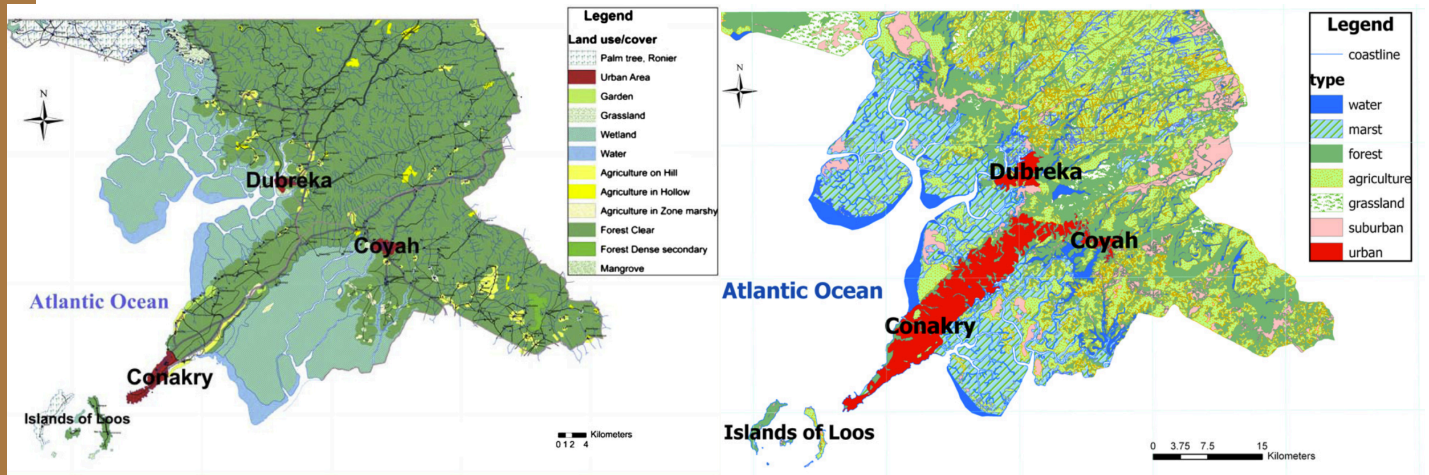 Legend
Land use/cover
Palm tree, Ronier
Urban Area
Garden
Grassland
Wetland
Water
Agriculture on Hill
Agriculture in Hollow
Agriculture in Zone marshy
Forest Clear
Forest Dense secondary
Mangrove
N
Dubreka
Coyah
Atlantic Ocean
Conakry
Islands of Loos
Kilometers
0 1 2 4
Legend
coastline
type
water
marst
forest
agriculture
grassland
suburban
urban
N
Dubreka
Coyah
Atlantic Ocean
Conakry
Islands of Loos
0 3.75 7.5 15
Kilometers